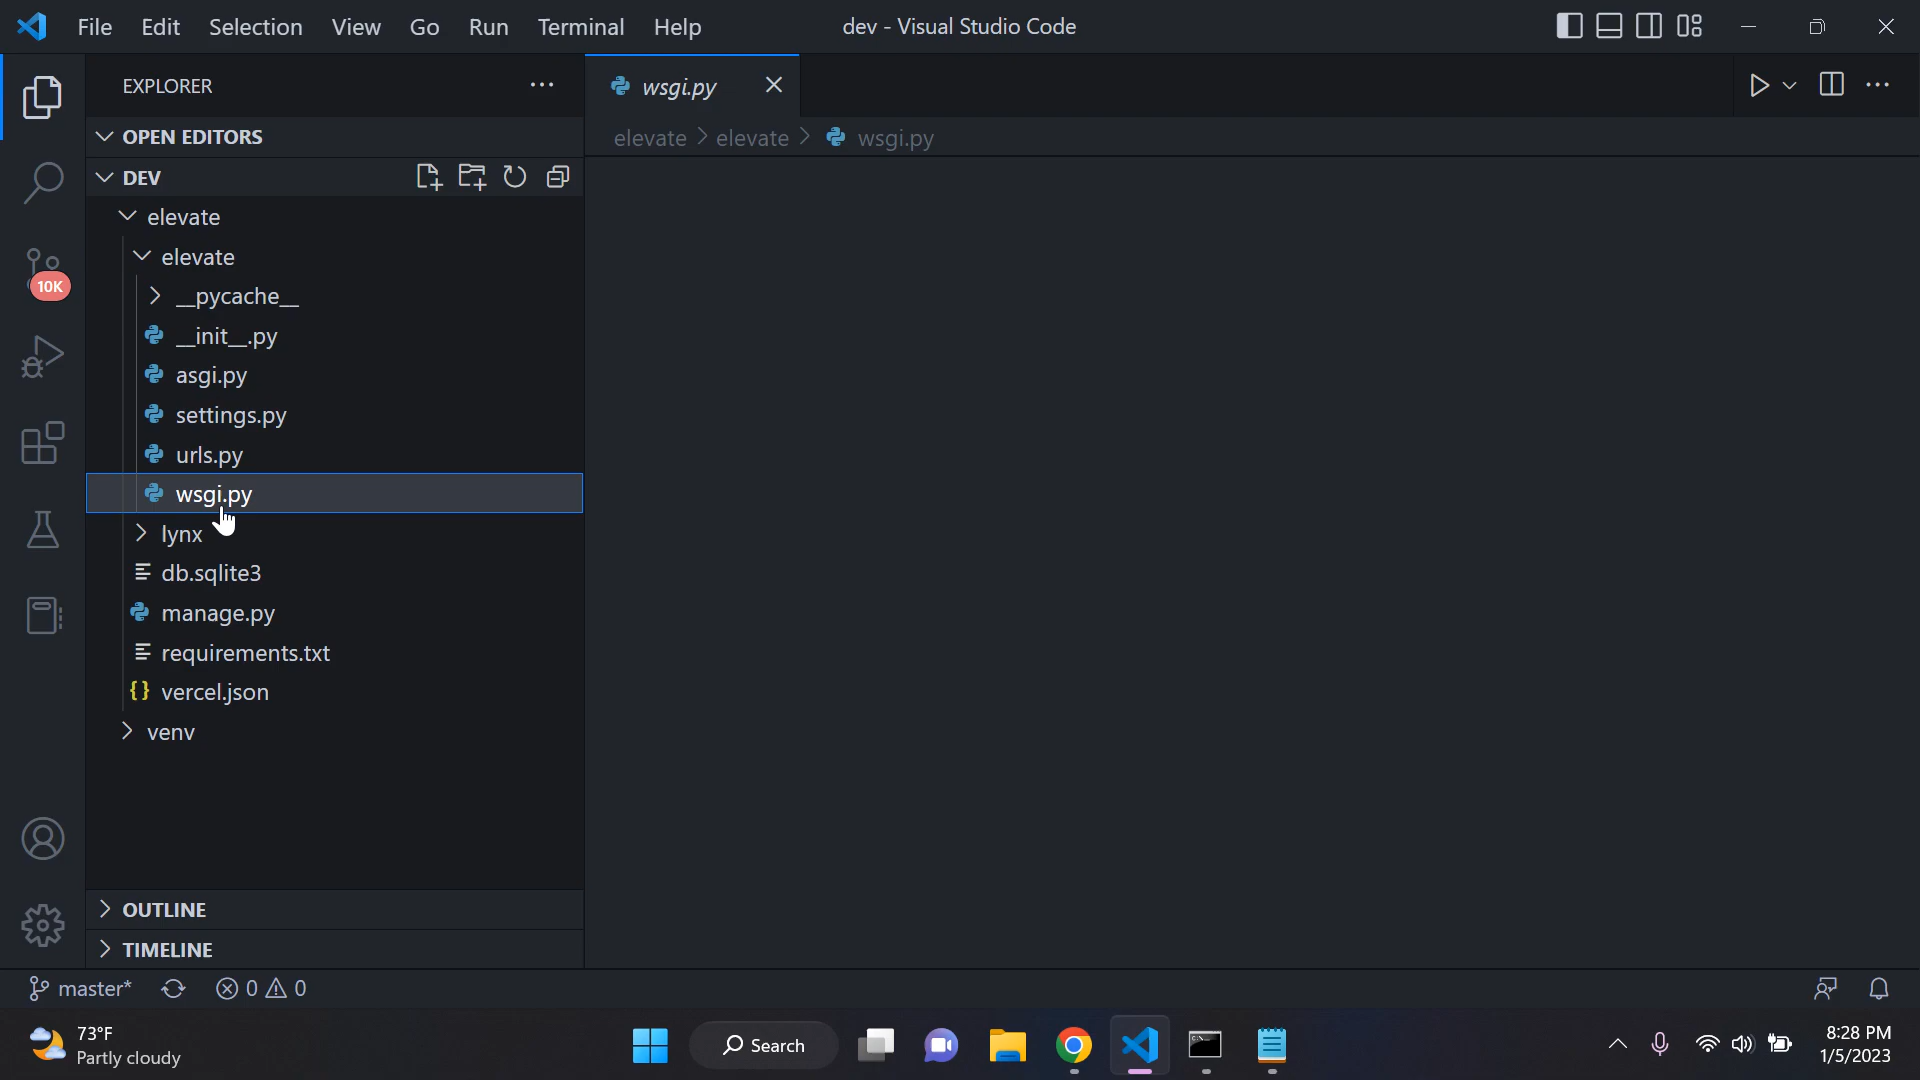 File Edit Selection View Go Run Terminal Help dev - Visual Studio Code
EXPLORER
wsgi.py
OPEN EDITORS
elevate > elevate > wsgi.py
DEV
elevate
elevate
__pycache__
__init__.py
asgi.py
settings.py
urls.py
wsgi.py
lynx
db.sqlite3
manage.py
requirements.txt
{} vercel.json
venv
10K
OUTLINE
TIMELINE
master* 0 0
73°F
Partly cloudy
Search
8:28 PM
1/5/2023